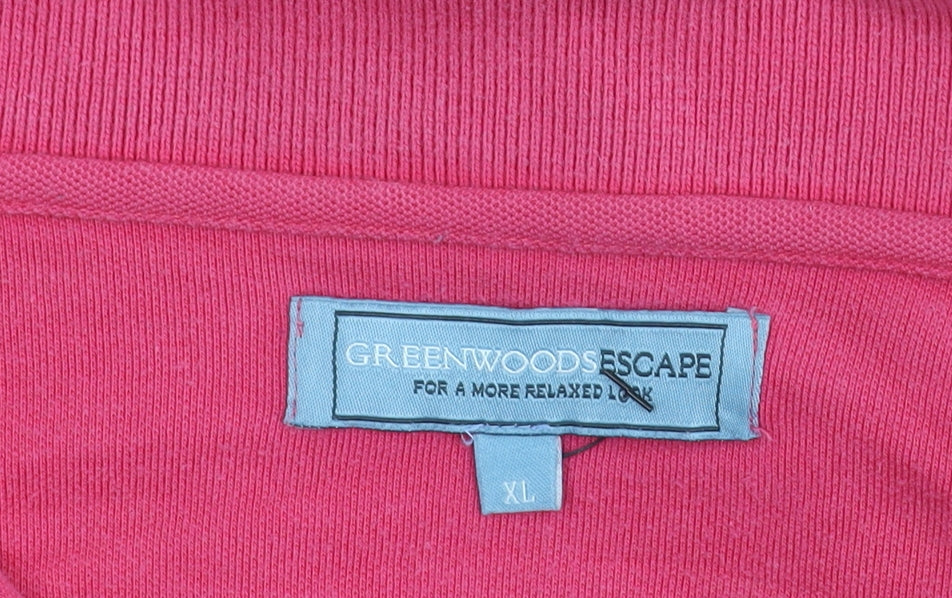 GREENWOODSESCAPE
FOR A MORE RELAXED LOOK
XL